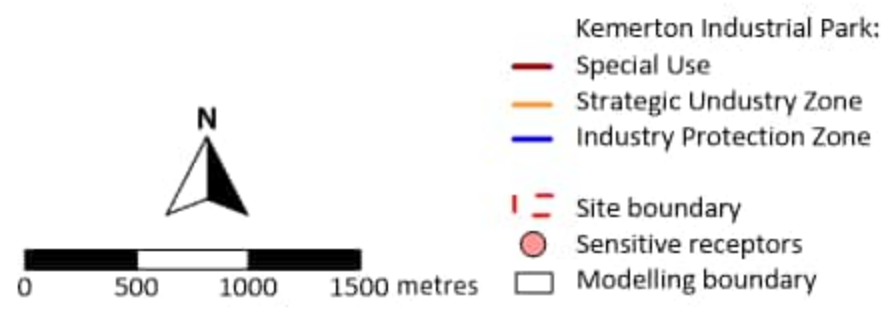 Kemerton Industrial Park:
Special Use
Strategic Undustry Zone
Industry Protection Zone
N
Site boundary
Sensitive receptors
Modelling boundary
0 500 1000 1500 metres